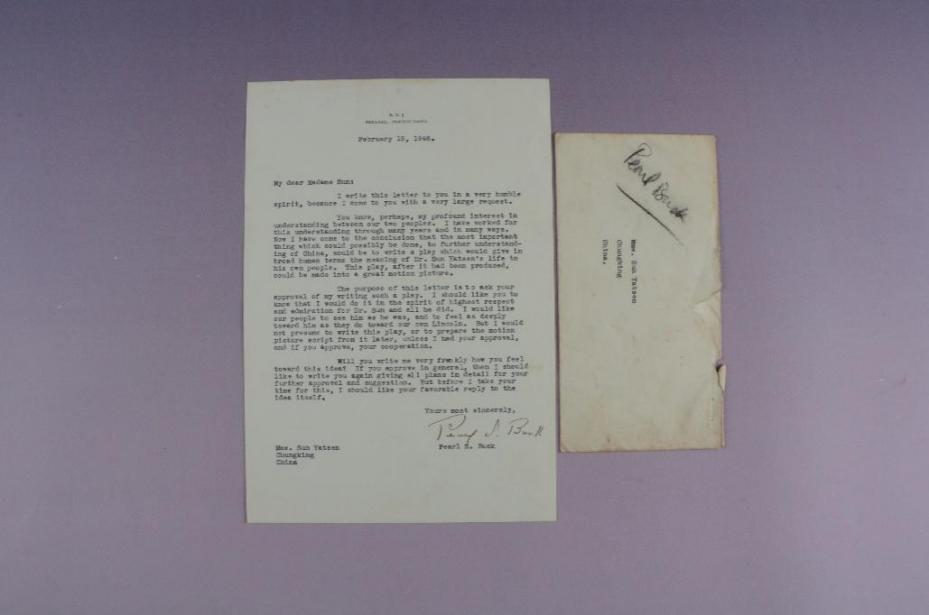 R.D.3
PERKASIE, PENNSYLVANIA
February 15, 1946.
My dear Madame Sun:
I write this letter to you in a very humble
spirit, because I come to you with a very large request.
You know, perhaps, my profound interest in
understanding between our two peoples. I have worked for
this understanding through many years and in many ways.
Now I have come to the conclusion that the most important
thing which could possibly be done, to further understand-
ing of China, would be to write a play which would give in
broad human terms the meaning of Dr. Sun Yatsen's life to
his own people. This play, after it had been produced,
could be made into a great motion picture.
The purpose of this letter is to ask your
approval of my writing such a play. I should like you to
know that I would do it in the spirit of highest respect
and admiration for Dr. Sun and all he did. I would like
our people to see him as he was, and to feel as deeply
toward him as they do toward our own Lincoln. But I would
not presume to write this play, or to prepare the motion
picture script from it later, unless I had your approval,
and if you approve, your cooperation.
Will you write me very frankly how you feel
toward this idea? If you approve in general, then I should
like to write you again giving all plans in detail for your
further approval and suggestion. But before I take your
time for this, I should like your favorable reply to the
idea itself.
Yours most sincerely,
Pearl S. Buck
Pearl S. Buck
Mme. Sun Yatsen
Chungking
China
Pearl Buck
Mme. Sun Yatsen
Chungking
China.